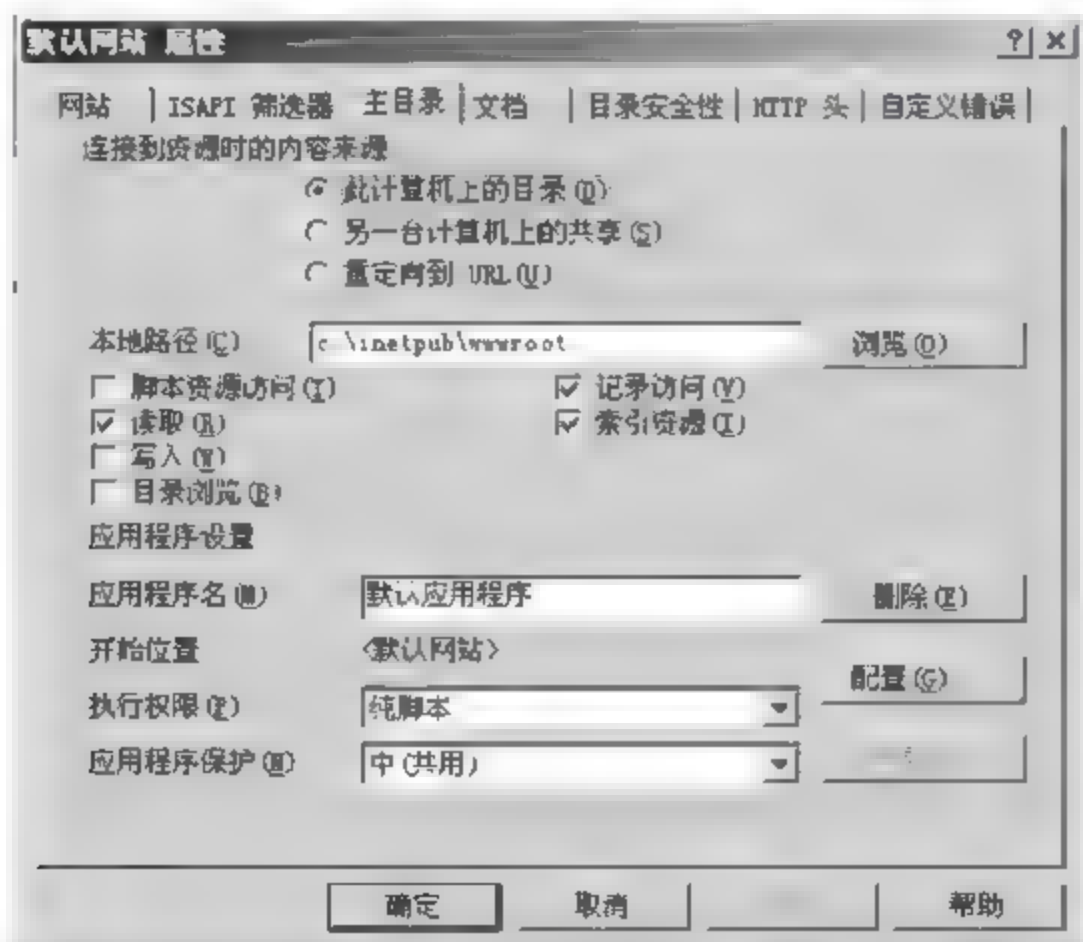 默认网站 属性
网站 ISAPI 筛选器 主目录 文档 目录安全性 HTTP 头 自定义错误
连接到资源时的内容来源
此计算机上的目录(D)
另一台计算机上的共享(S)
重定向到 URL(U)
本地路径(C) c \inetpub\wwwroot 浏览(O)
脚本资源访问(T) 记录访问(V)
读取(R) 索引资源(I)
写入(W)
目录浏览(B)
应用程序设置
应用程序名(M) 默认应用程序 删除(E)
开始位置 <默认网站>
配置(G)
执行权限(P) 纯脚本
应用程序保护(N) 中(共用)
确定 取消 帮助